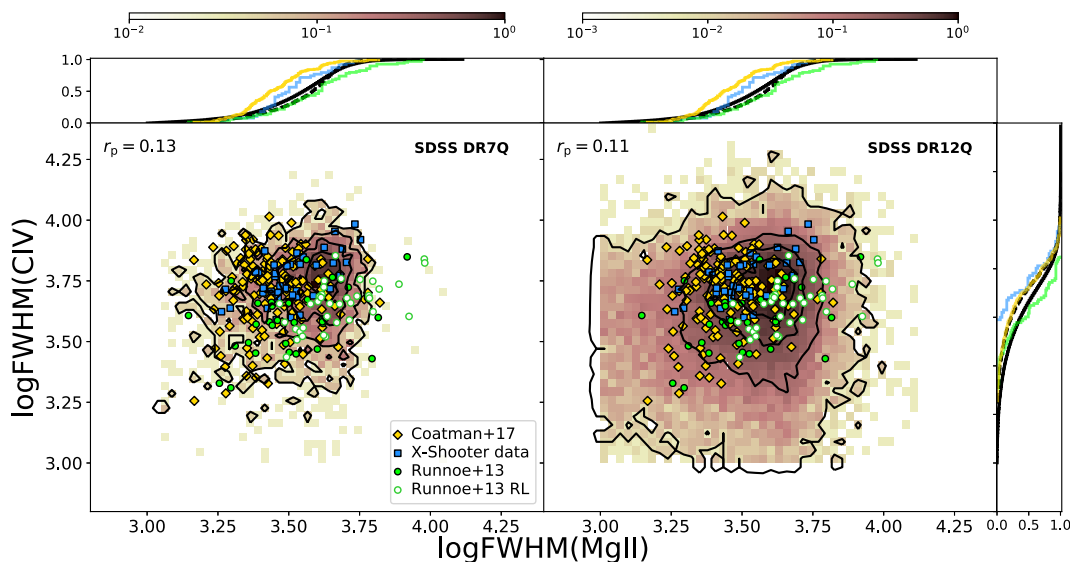 10⁻² 10⁻¹ 10⁰
10⁻³ 10⁻² 10⁻¹ 10⁰
1.0
0.5
0.0
r_p = 0.13 SDSS DR7Q
r_p = 0.11 SDSS DR12Q
4.25
4.00
3.75
3.50
3.25
3.00
logFWHM(CIV)
Coatman+17
X-Shooter data
Runnoe+13
Runnoe+13 RL
3.00 3.25 3.50 3.75 4.00 4.25
3.00 3.25 3.50 3.75 4.00 4.25
0.0 0.5 1.0
logFWHM(MgII)